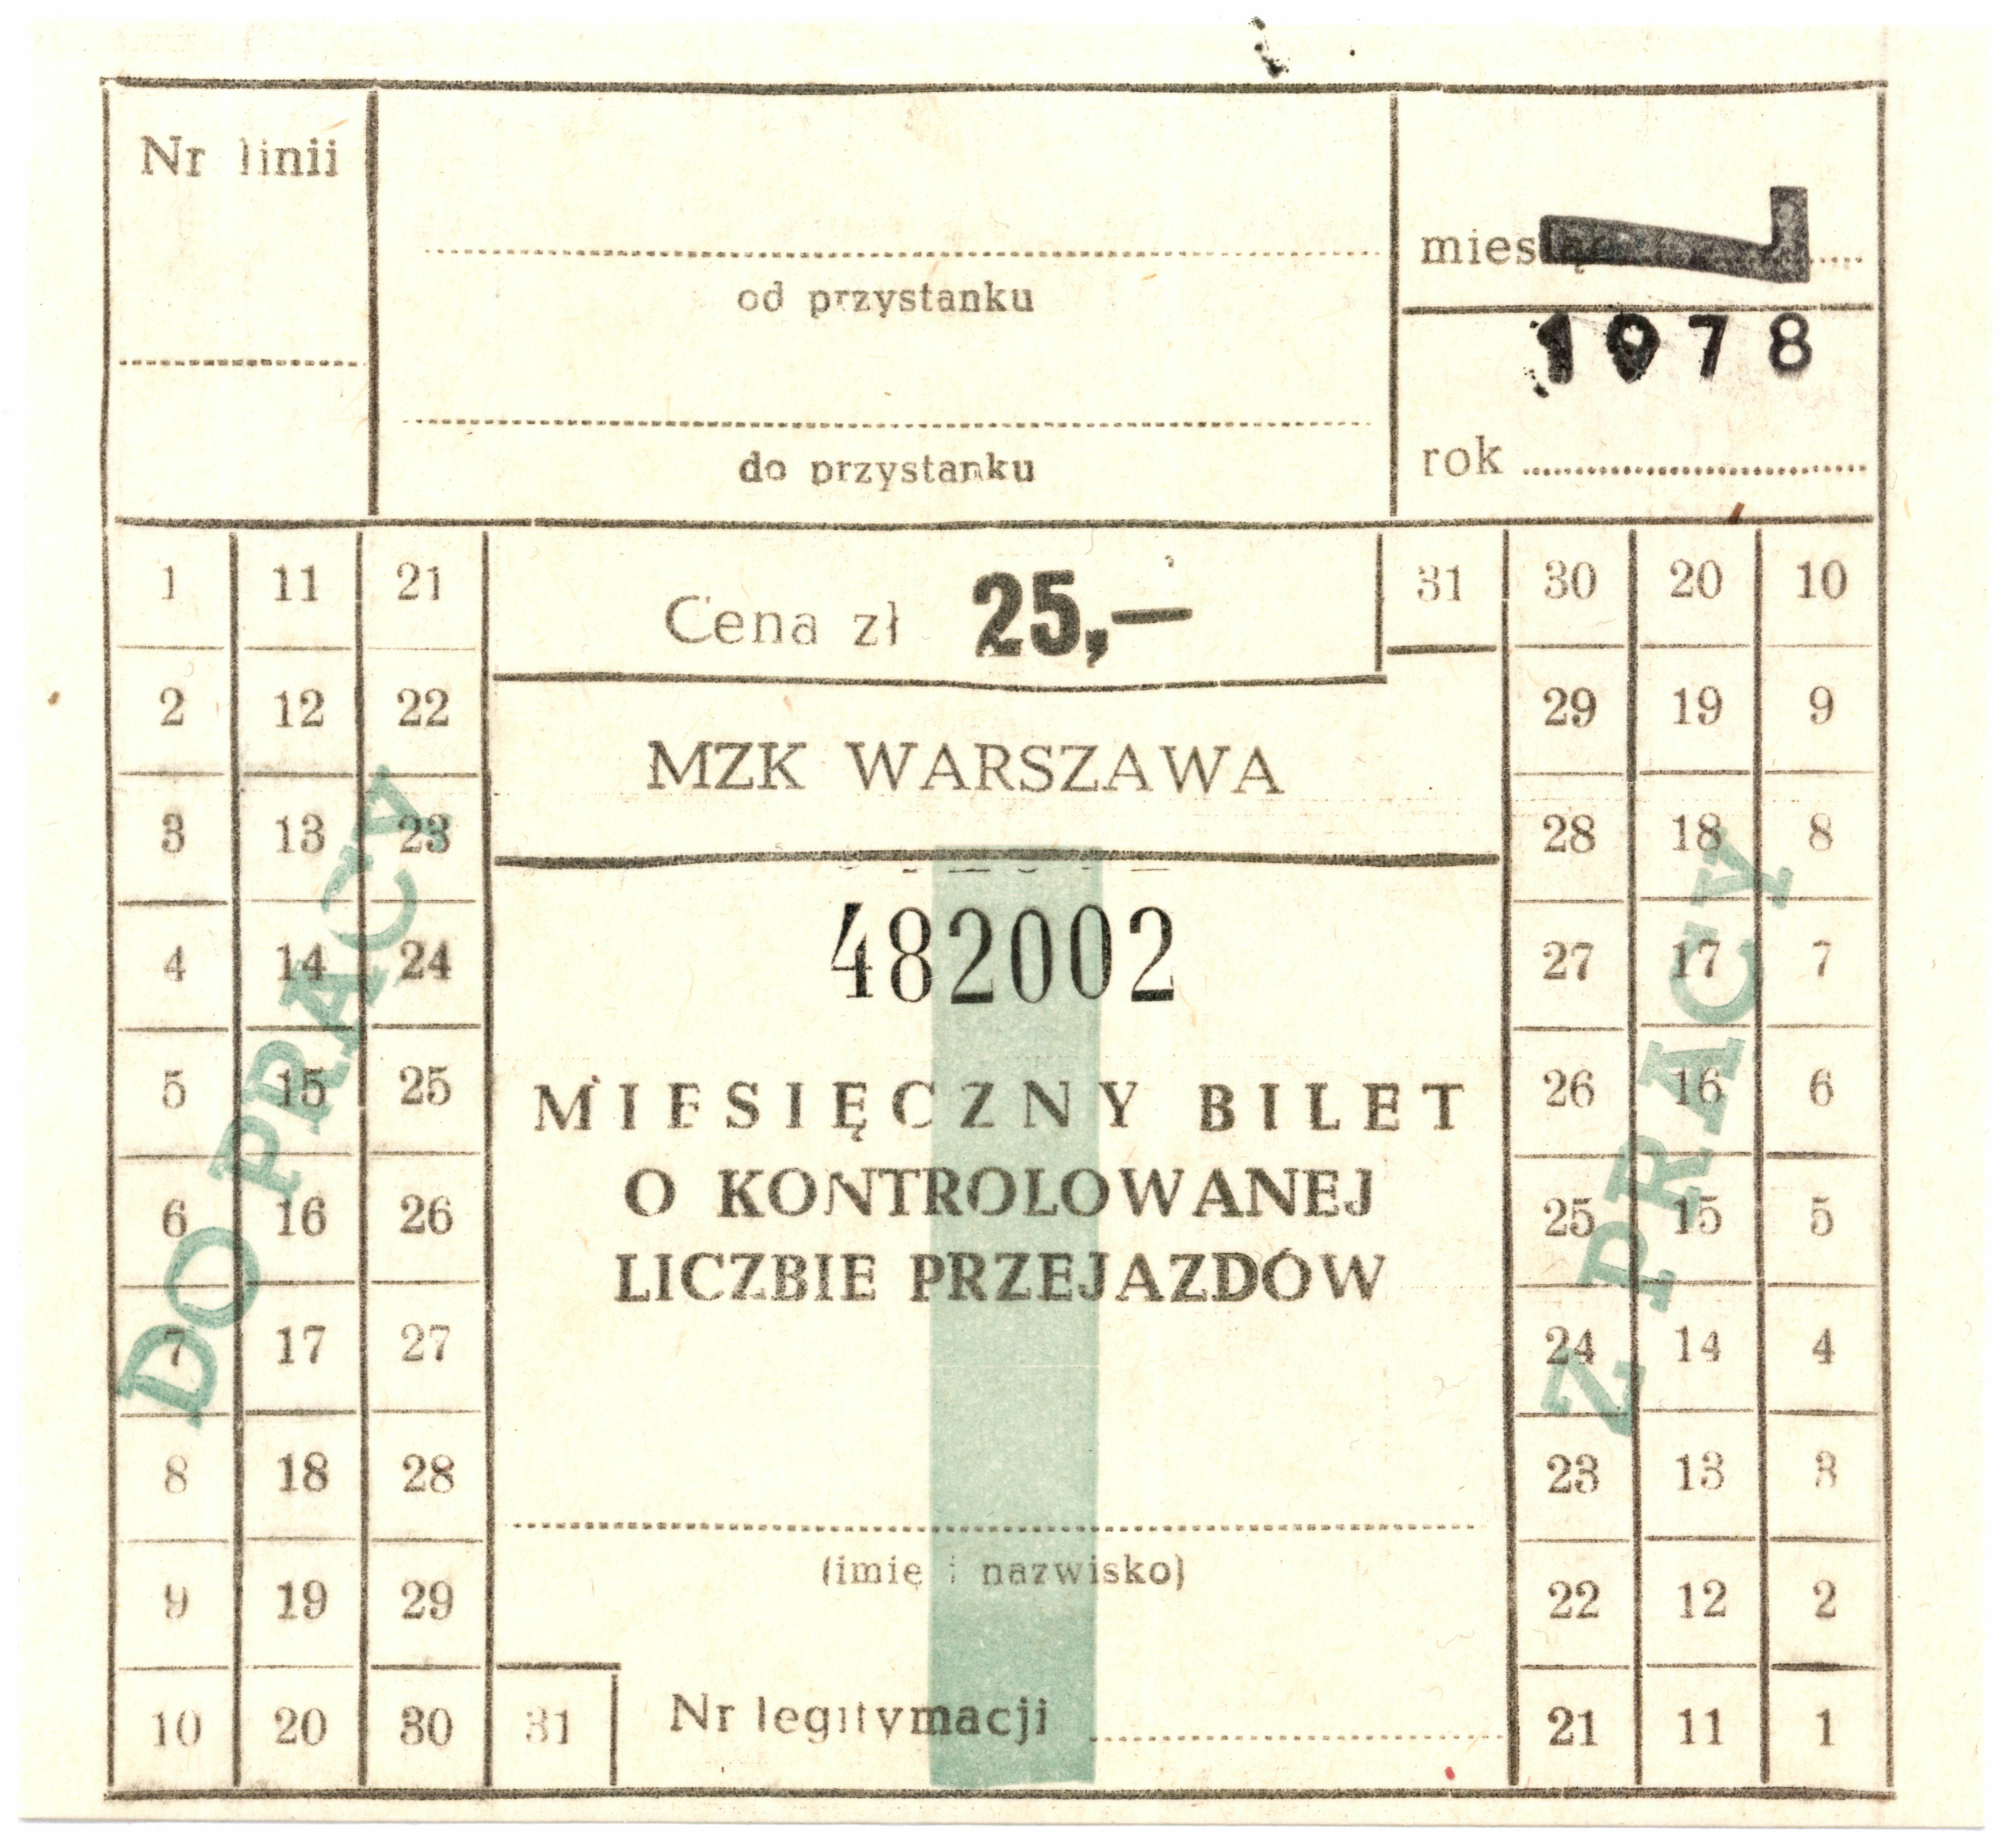 Nr linii
od przystanku
do przystanku
miesiąc
1978
rok
1 11 21
2 12 22
3 13 23
4 14 24
5 15 25
6 16 26
7 17 27
8 18 28
9 19 29
10 20 30 31
DO PRACY
Cena zł 25,—
MZK WARSZAWA
482002
MIESIĘCZNY BILET
O KONTROLOWANEJ
LICZBIE PRZEJAZDÓW
(imię i nazwisko)
Nr legitymacji
31 30 20 10
29 19 9
28 18 8
27 17 7
26 16 6
25 15 5
24 14 4
23 13 3
22 12 2
21 11 1
Z PRACY